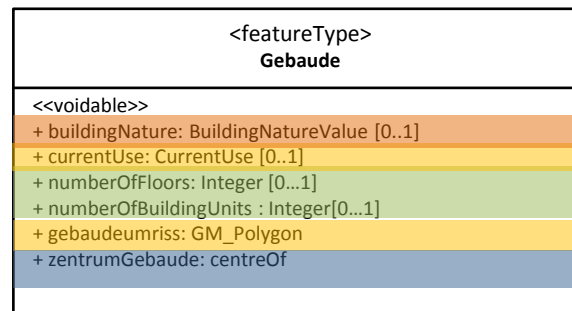 <featureType>
Gebaude
<<voidable>>
+ buildingNature: BuildingNatureValue [0..1]
+ currentUse: CurrentUse [0..1]
+ numberOfFloors: Integer [0...1]
+ numberOfBuildingUnits : Integer[0...1]
+ gebaudeumriss: GM_Polygon
+ zentrumGebaude: centreOf